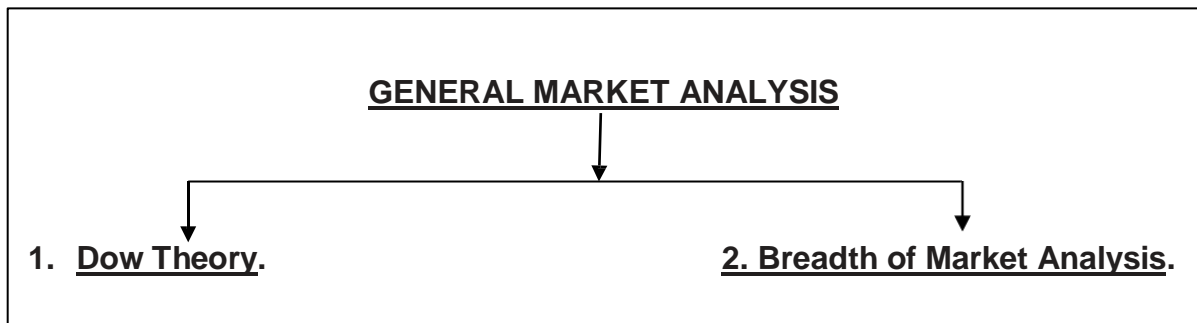 GENERAL MARKET ANALYSIS
1. Dow Theory.
2. Breadth of Market Analysis.